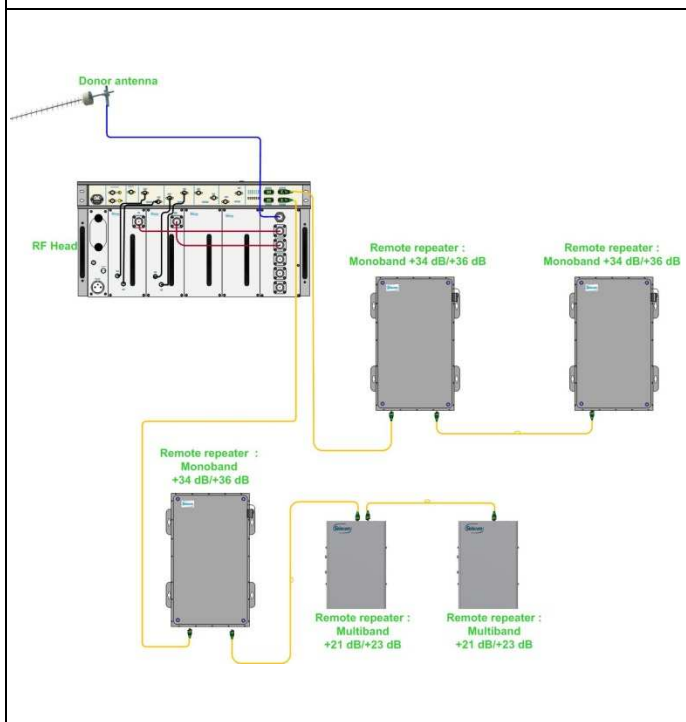 Donor antenna
RF Head
Remote repeater :
Monoband +34 dB/+36 dB
Remote repeater :
Monoband +34 dB/+36 dB
Remote repeater :
Monoband
+34 dB/+36 dB
Remote repeater :
Multiband
+21 dB/+23 dB
Remote repeater :
Multiband
+21 dB/+23 dB